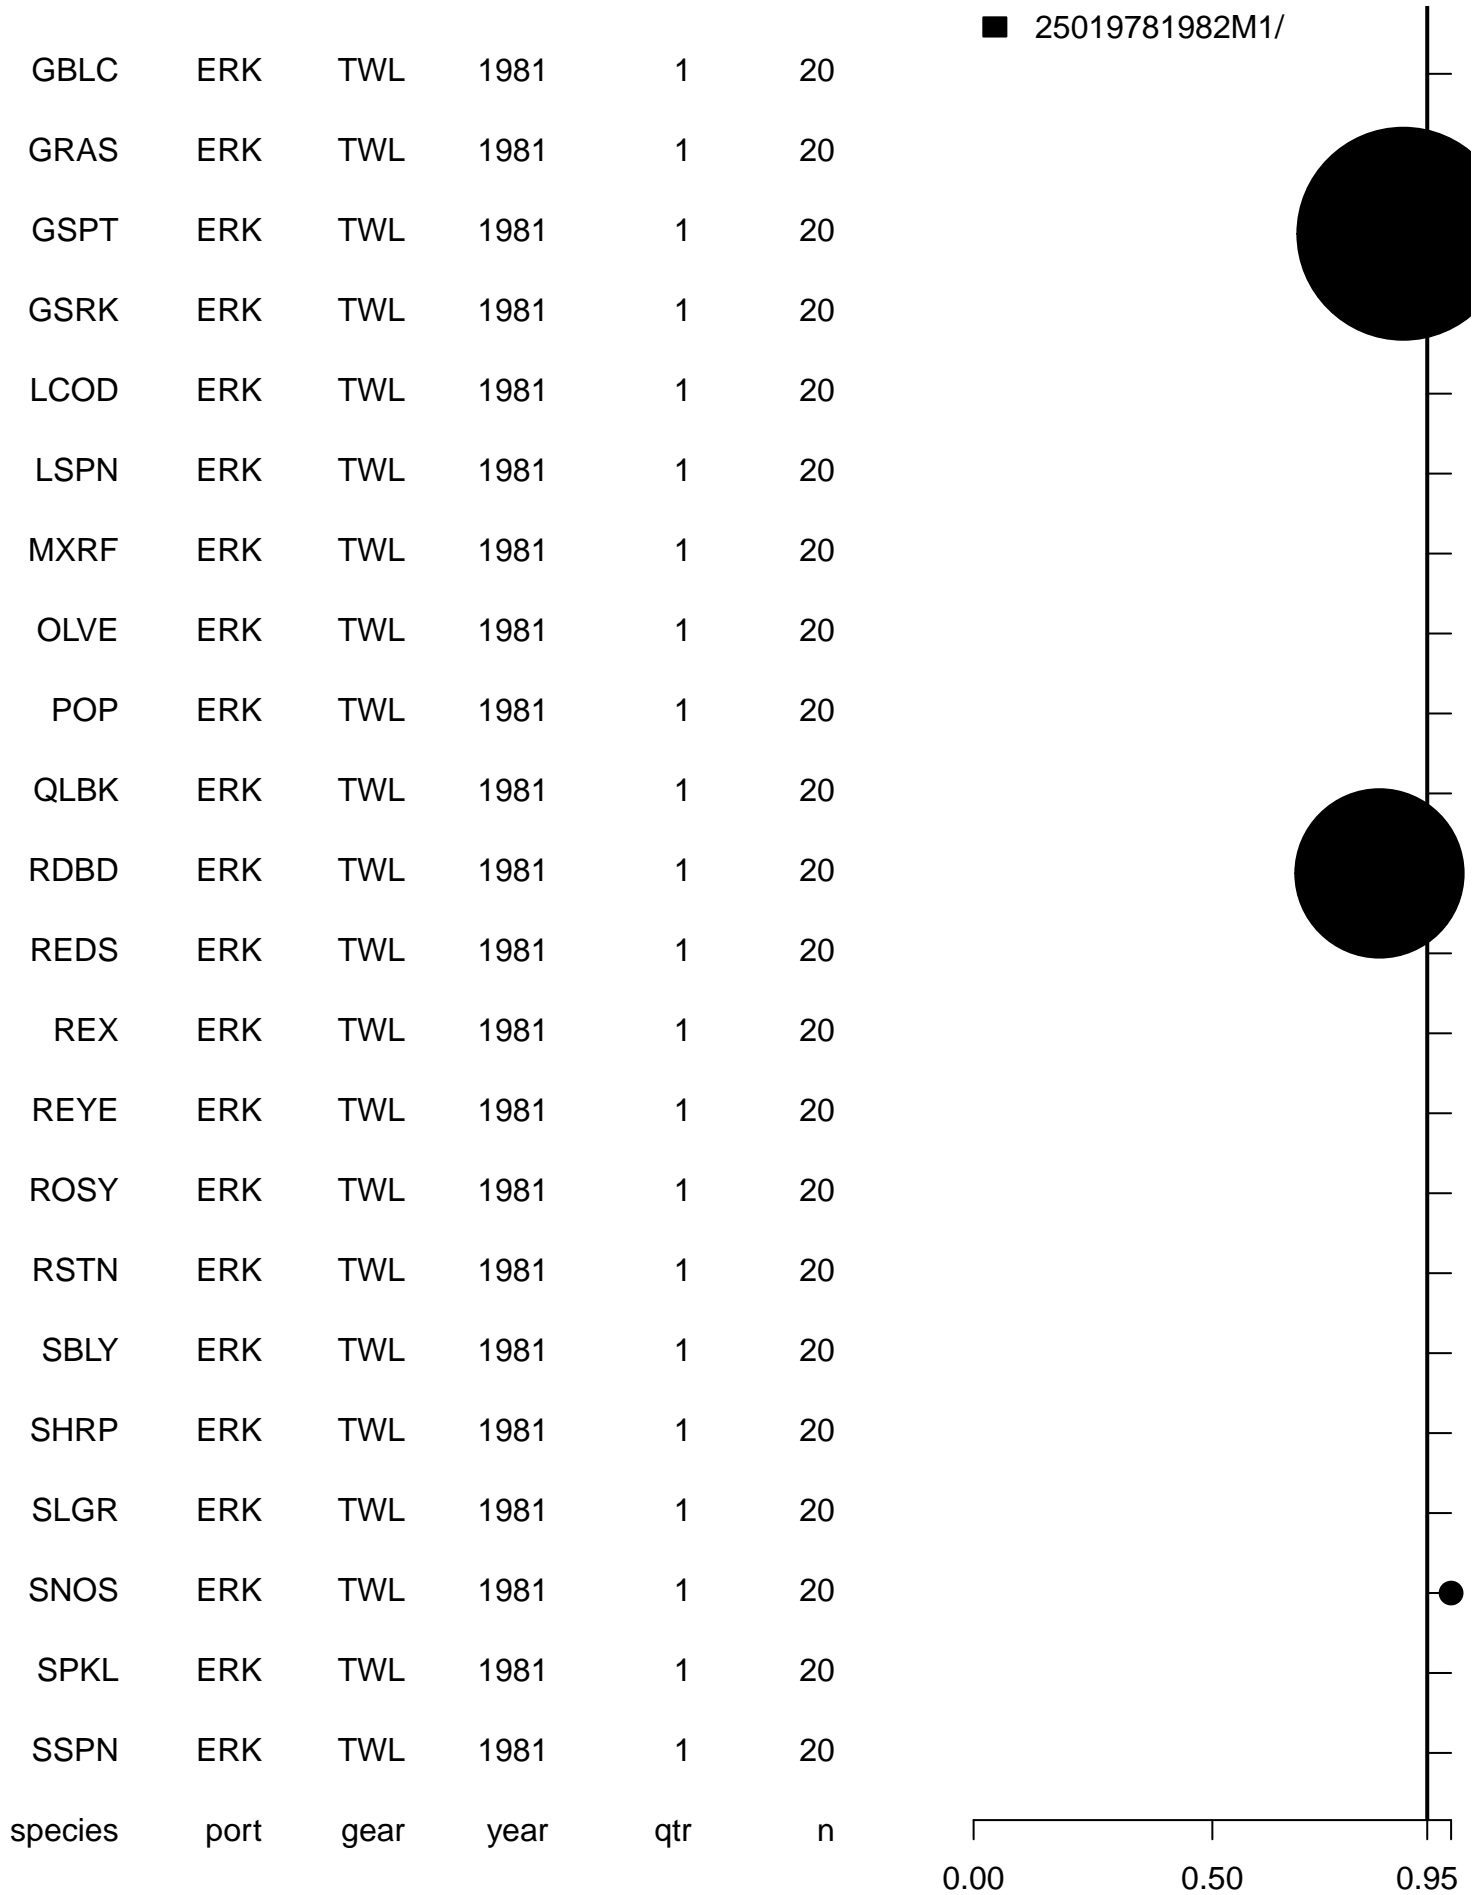 25019781982M1/
GBLC ERK TWL 1981 1 20
GRAS ERK TWL 1981 1 20
GSPT ERK TWL 1981 1 20
GSRK ERK TWL 1981 1 20
LCOD ERK TWL 1981 1 20
LSPN ERK TWL 1981 1 20
MXRF ERK TWL 1981 1 20
OLVE ERK TWL 1981 1 20
POP ERK TWL 1981 1 20
QLBK ERK TWL 1981 1 20
RDBD ERK TWL 1981 1 20
REDS ERK TWL 1981 1 20
REX ERK TWL 1981 1 20
REYE ERK TWL 1981 1 20
ROSY ERK TWL 1981 1 20
RSTN ERK TWL 1981 1 20
SBLY ERK TWL 1981 1 20
SHRP ERK TWL 1981 1 20
SLGR ERK TWL 1981 1 20
SNOS ERK TWL 1981 1 20
SPKL ERK TWL 1981 1 20
SSPN ERK TWL 1981 1 20
species port gear year qtr n
0.00 0.50 0.95